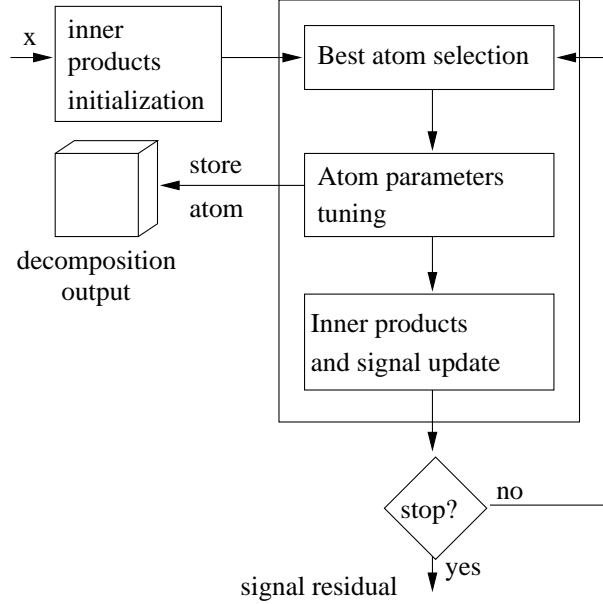 x
inner
products
initialization
Best atom selection
store
atom
Atom parameters
tuning
decomposition
output
Inner products
and signal update
stop?
no
yes
signal residual